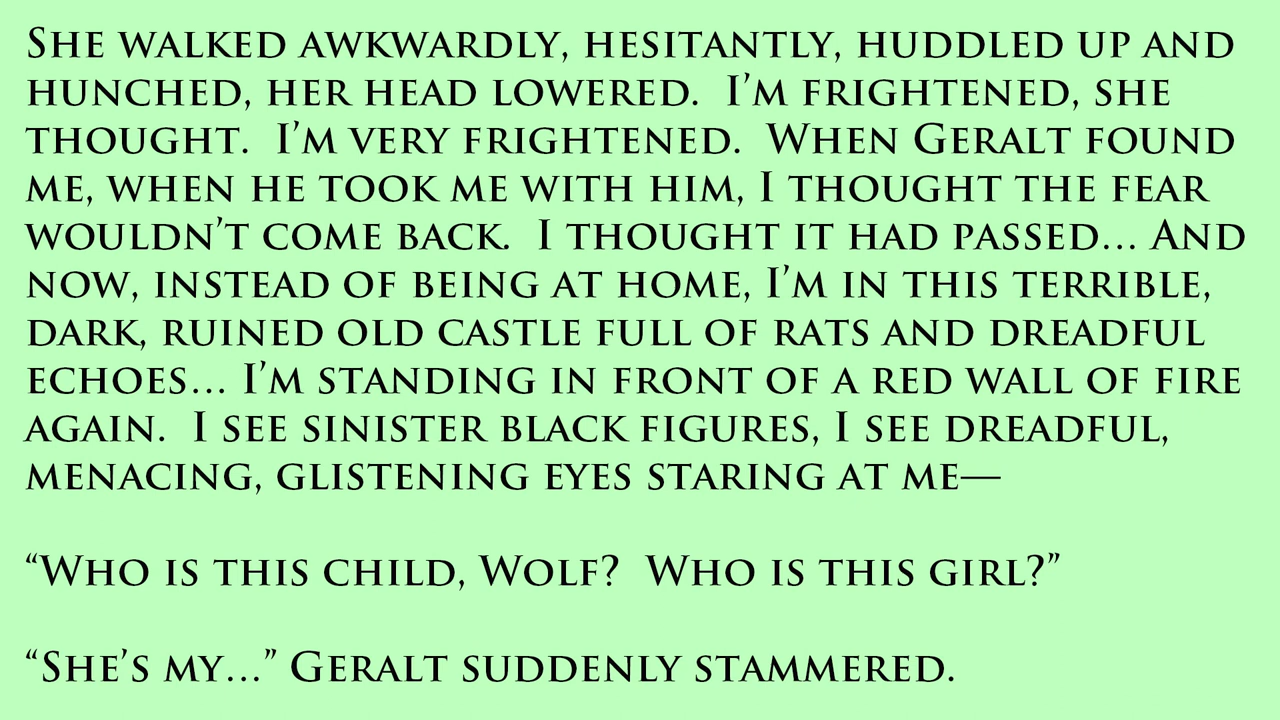 She walked awkwardly, hesitantly, huddled up and
hunched, her head lowered.  I’m frightened, she
thought.  I’m very frightened.  When Geralt found
me, when he took me with him, I thought the fear
wouldn’t come back.  I thought it had passed… And
now, instead of being at home, I’m in this terrible,
dark, ruined old castle full of rats and dreadful
echoes… I’m standing in front of a red wall of fire
again.  I see sinister black figures, I see dreadful,
menacing, glistening eyes staring at me—
“Who is this child, Wolf?  Who is this girl?”
“She’s my…” Geralt suddenly stammered.